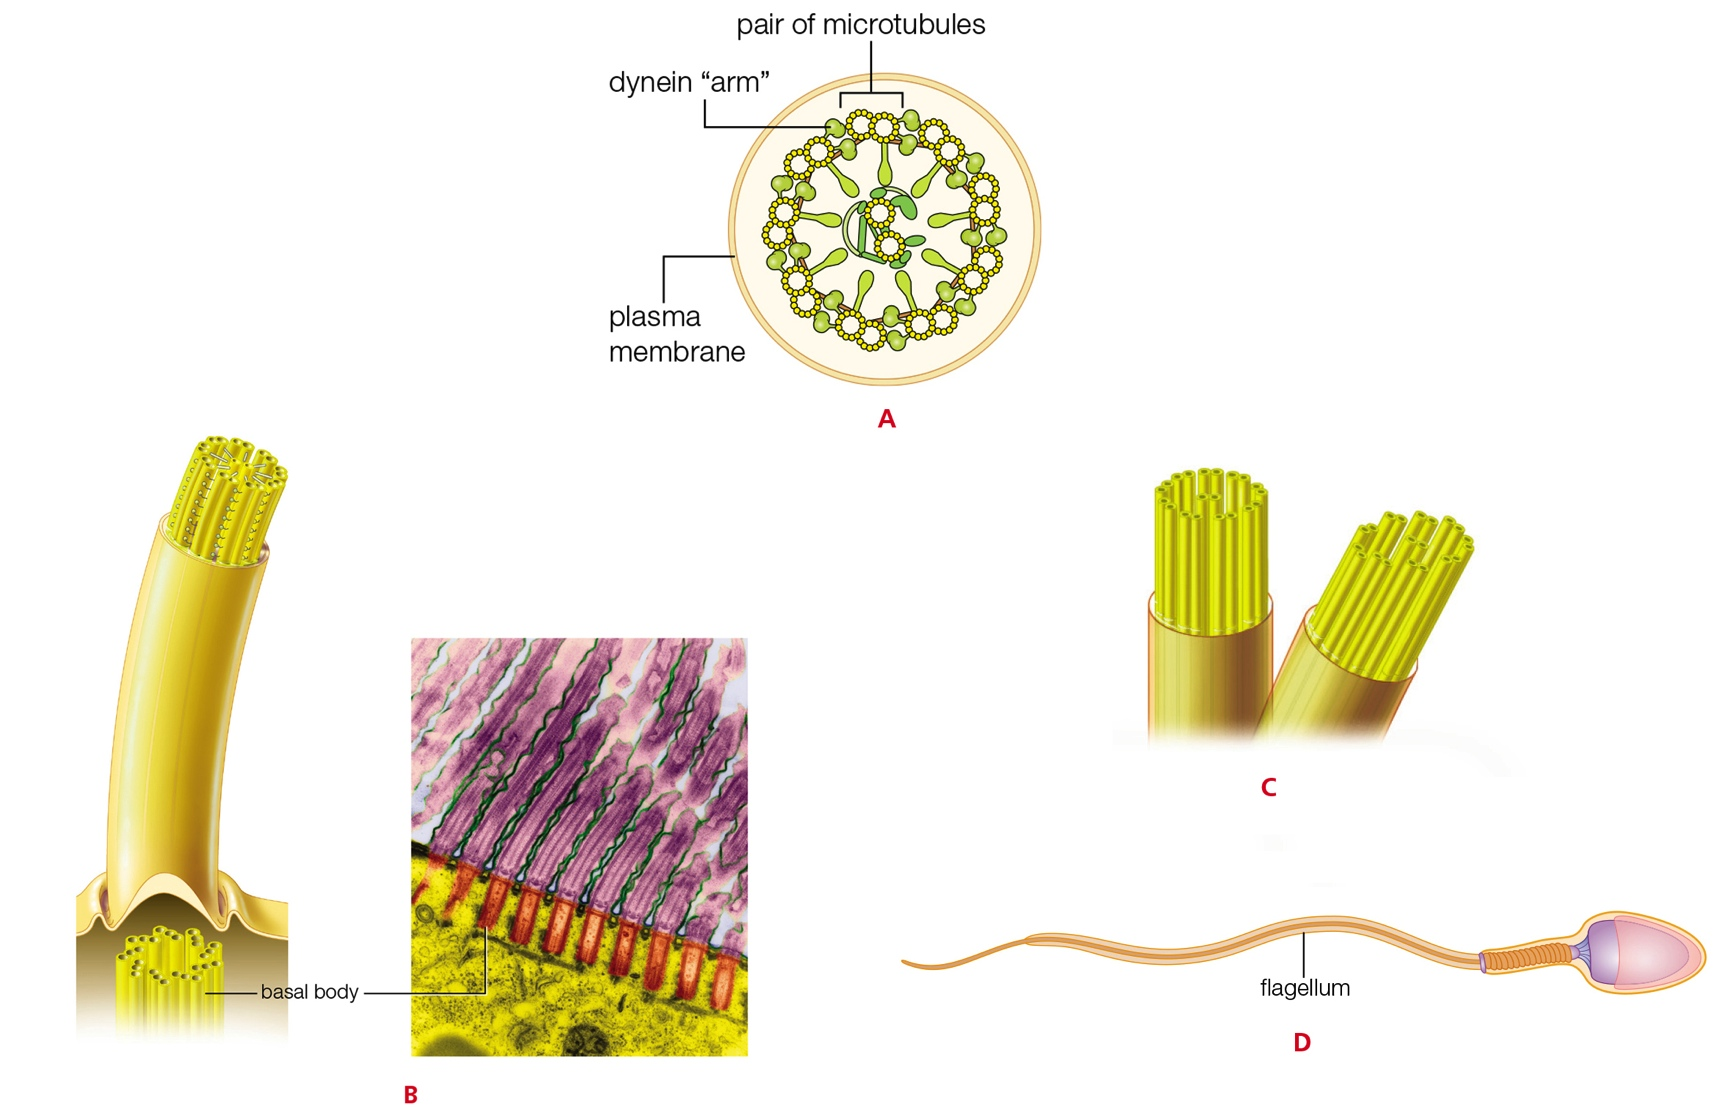 pair of microtubules
dynein “arm”
plasma
membrane
A
basal body
B
C
flagellum
D